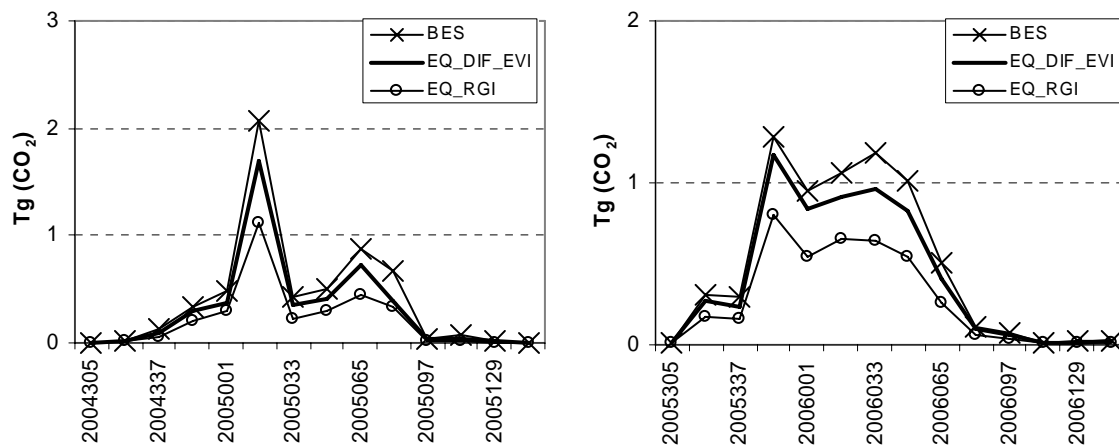 3
2
1
0
Tg (CO₂)
BES
EQ_DIF_EVI
EQ_RGI
2004305
2004337
2005001
2005033
2005065
2005097
2005129
2
1
0
Tg (CO₂)
BES
EQ_DIF_EVI
EQ_RGI
2005305
2005337
2006001
2006033
2006065
2006097
2006129